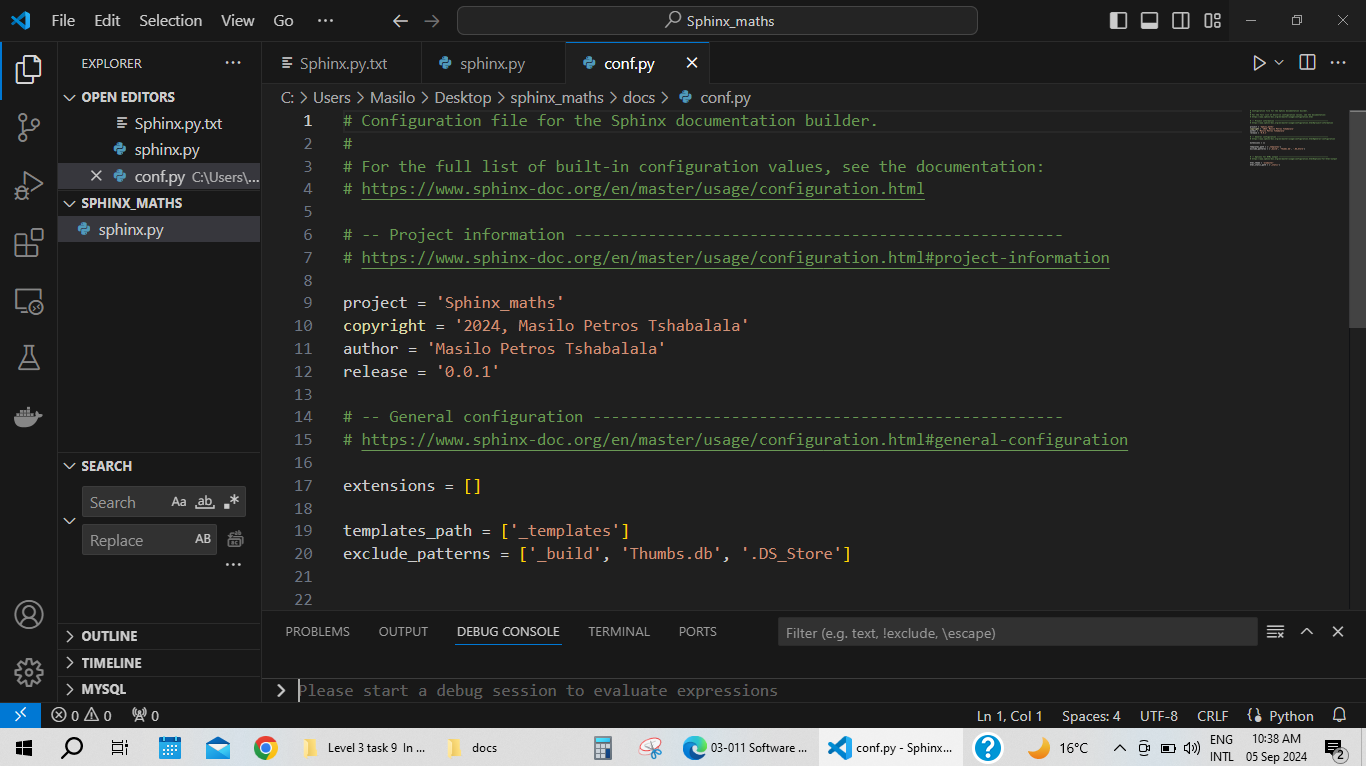 File Edit Selection View Go ··· Sphinx_maths
EXPLORER ···
OPEN EDITORS
Sphinx.py.txt
sphinx.py
conf.py C:\Users\...
SPHINX_MATHS
sphinx.py
SEARCH
Search Aa ab .*
Replace AB
···
OUTLINE
TIMELINE
MYSQL
Sphinx.py.txt sphinx.py conf.py
C: > Users > Masilo > Desktop > sphinx_maths > docs > conf.py
1 # Configuration file for the Sphinx documentation builder.
2 #
3 # For the full list of built-in configuration values, see the documentation:
4 # https://www.sphinx-doc.org/en/master/usage/configuration.html
5
6 # -- Project information -----------------------------------------------------
7 # https://www.sphinx-doc.org/en/master/usage/configuration.html#project-information
8
9 project = 'Sphinx_maths'
10 copyright = '2024, Masilo Petros Tshabalala'
11 author = 'Masilo Petros Tshabalala'
12 release = '0.0.1'
13
14 # -- General configuration ---------------------------------------------------
15 # https://www.sphinx-doc.org/en/master/usage/configuration.html#general-configuration
16
17 extensions = []
18
19 templates_path = ['_templates']
20 exclude_patterns = ['_build', 'Thumbs.db', '.DS_Store']
21
22
PROBLEMS OUTPUT DEBUG CONSOLE TERMINAL PORTS Filter (e.g. text, !exclude, \escape)
> Please start a debug session to evaluate expressions
0 0 0 Ln 1, Col 1 Spaces: 4 UTF-8 CRLF Python
Level 3 task 9 In ... docs 03-011 Software ... conf.py - Sphinx... 16°C ENG 10:38 AM
INTL 05 Sep 2024 2